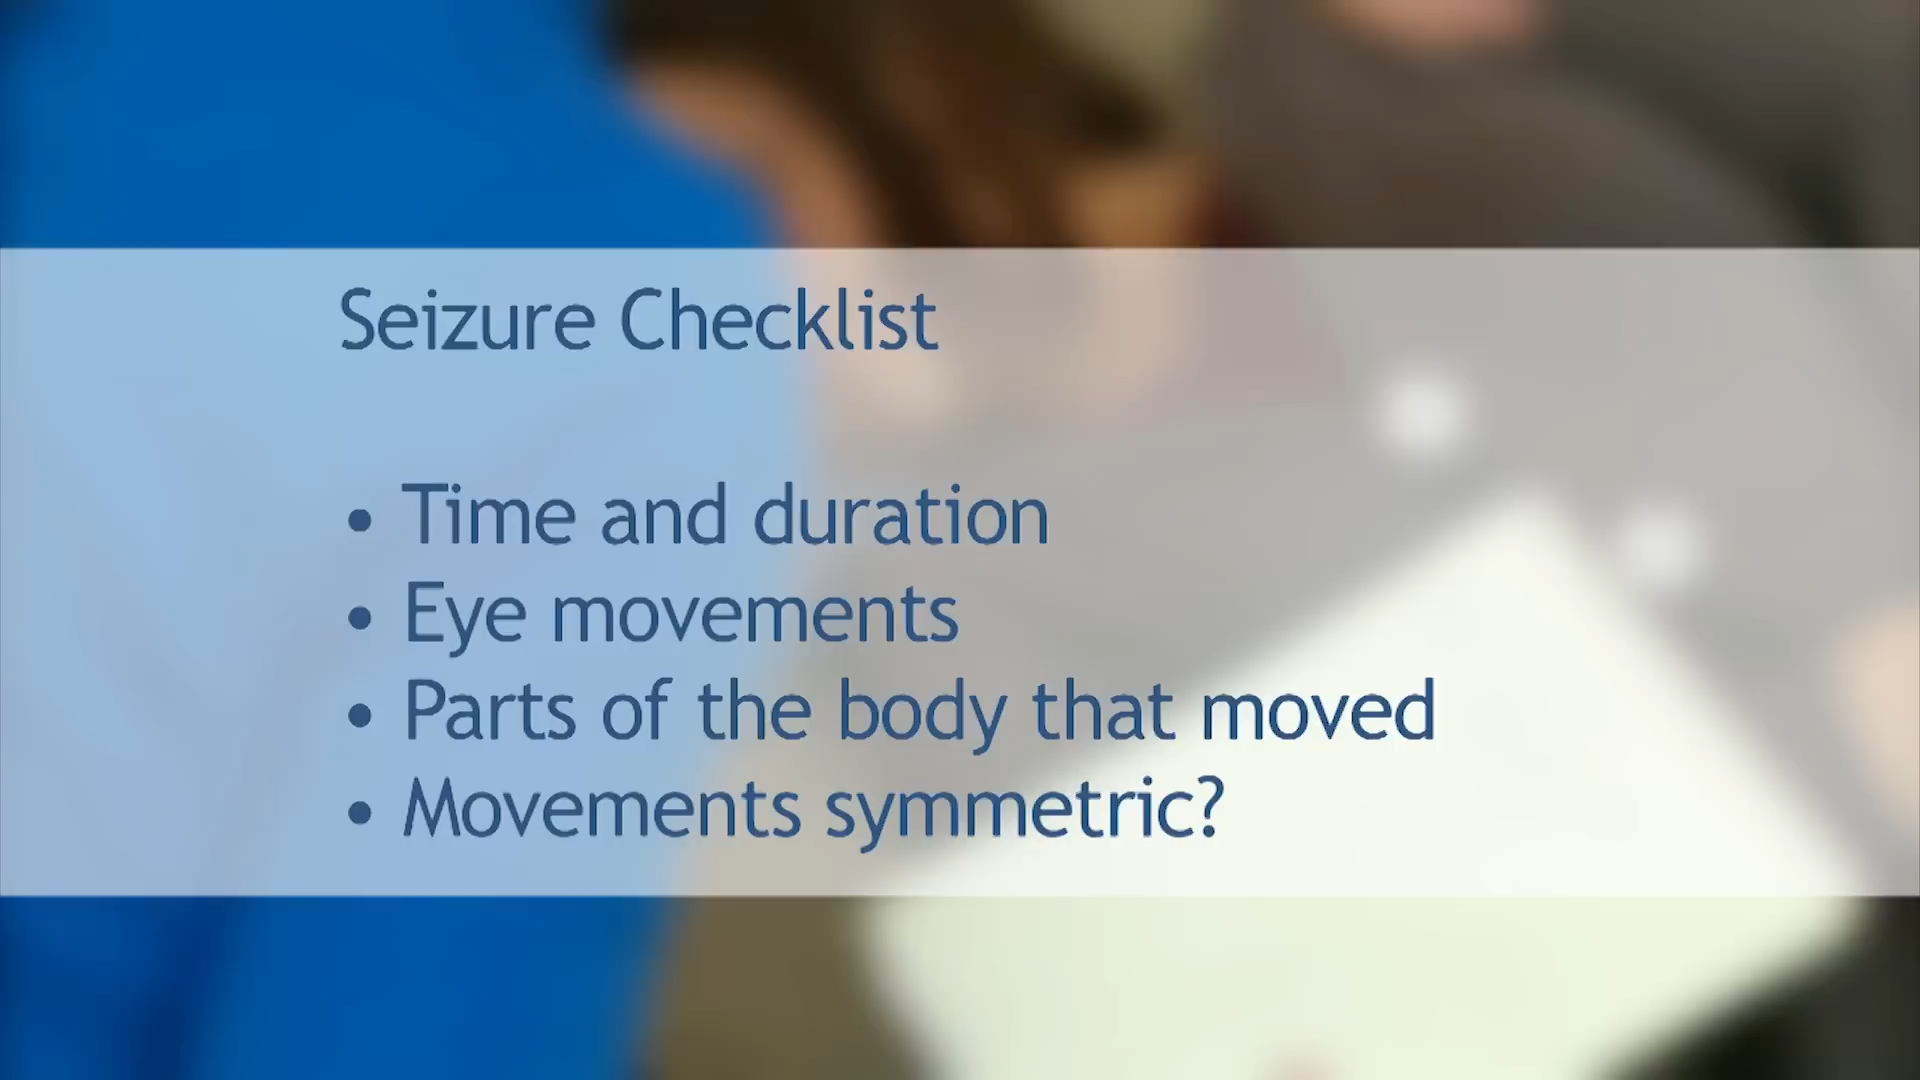 Seizure Checklist
• Time and duration
• Eye movements
• Parts of the body that moved
• Movements symmetric?